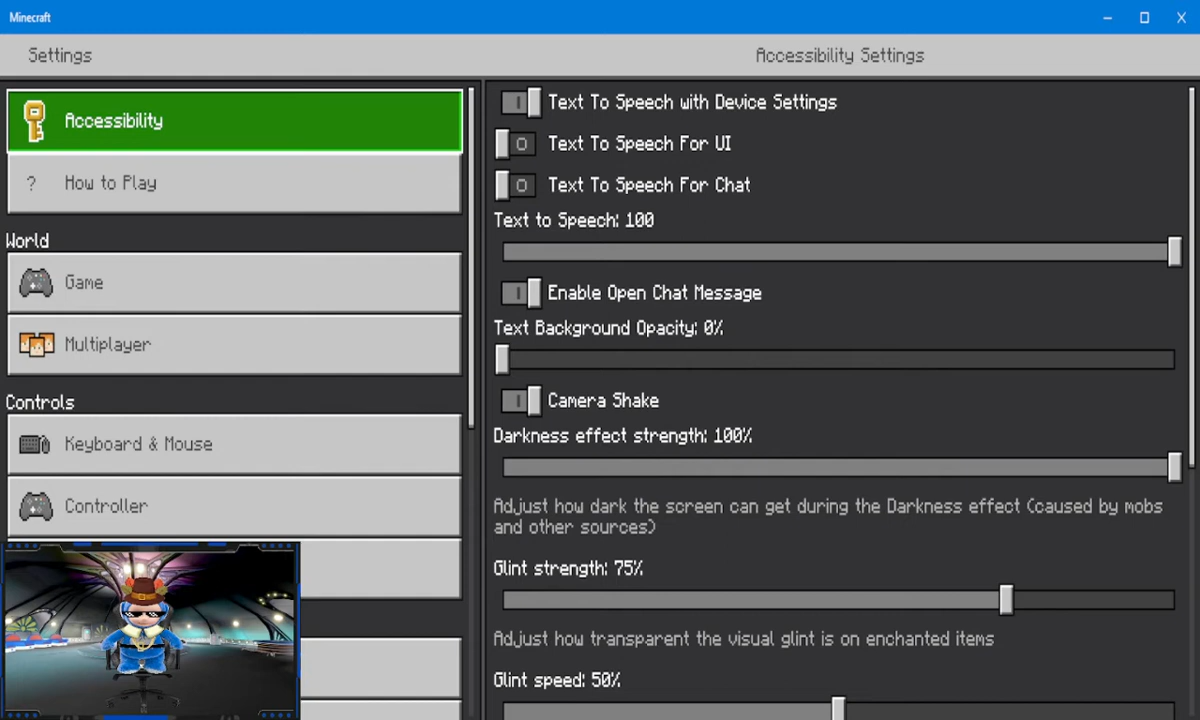 Minecraft
Settings
Accessibility Settings
Accessibility
? How to Play
World
Game
Multiplayer
Controls
Keyboard & Mouse
Controller
Text To Speech with Device Settings
Text To Speech For UI
Text To Speech For Chat
Text to Speech: 100
Enable Open Chat Message
Text Background Opacity: 0%
Camera Shake
Darkness effect strength: 100%
Adjust how dark the screen can get during the Darkness effect (caused by mobs
and other sources)
Glint strength: 75%
Adjust how transparent the visual glint is on enchanted items
Glint speed: 50%